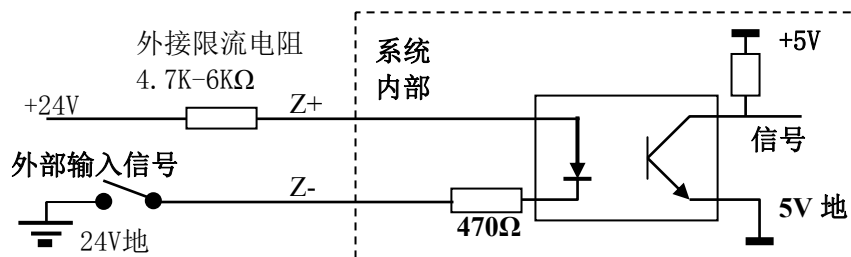 外接限流电阻
4.7K-6KΩ
系统
内部
+5V
+24V
Z+
信号
外部输入信号
Z-
470Ω
5V 地
24V地